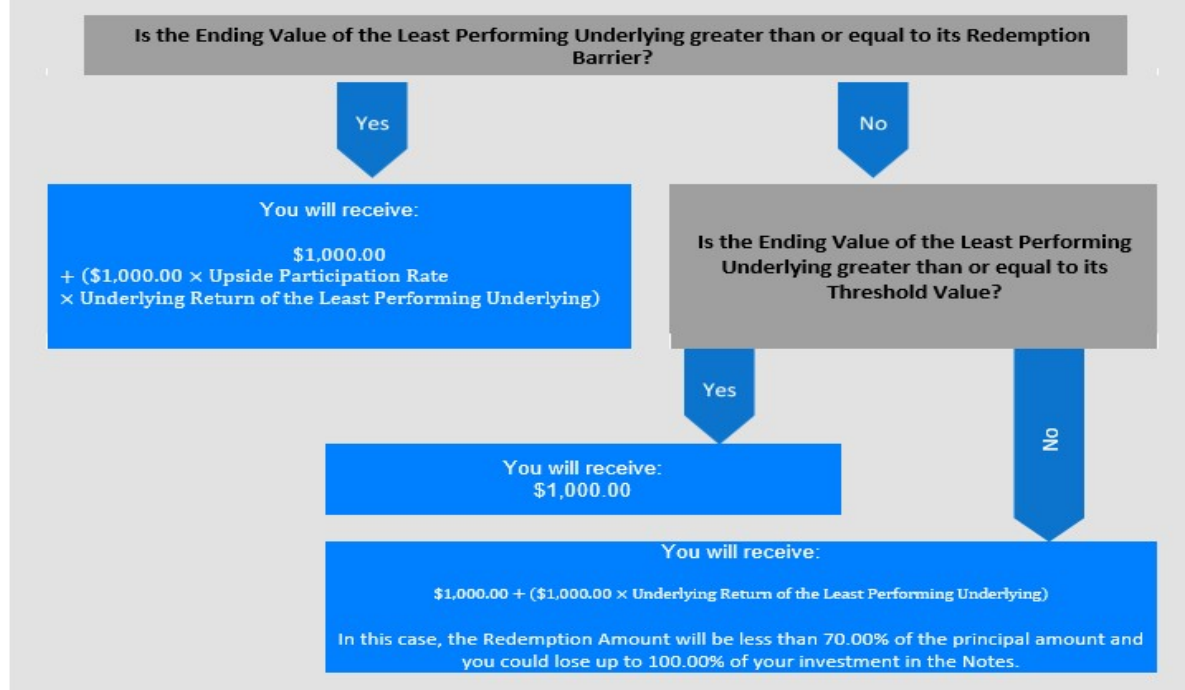 Is the Ending Value of the Least Performing Underlying greater than or equal to its Redemption
Barrier?
Yes
No
You will receive:
$1,000.00
+ ($1,000.00 × Upside Participation Rate
× Underlying Return of the Least Performing Underlying)
Is the Ending Value of the Least Performing
Underlying greater than or equal to its
Threshold Value?
Yes
No
You will receive:
$1,000.00
You will receive:
$1,000.00 + ($1,000.00 × Underlying Return of the Least Performing Underlying)
In this case, the Redemption Amount will be less than 70.00% of the principal amount and
you could lose up to 100.00% of your investment in the Notes.